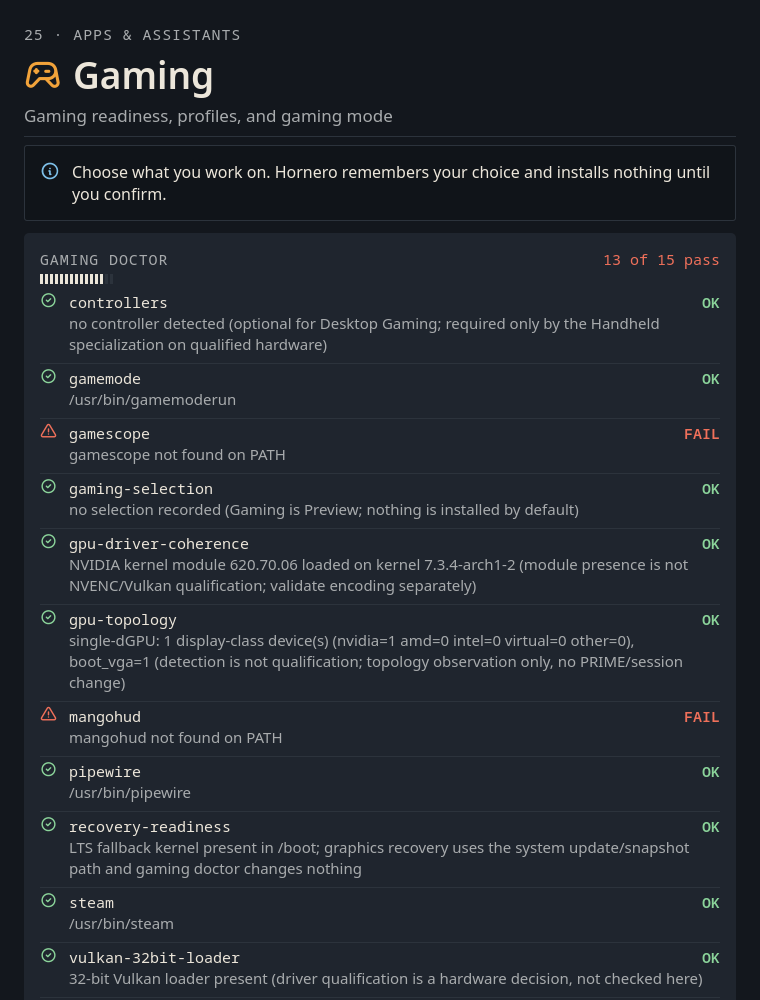 25 · APPS & ASSISTANTS
Gaming
Gaming readiness, profiles, and gaming mode
Choose what you work on. Hornero remembers your choice and installs nothing until
you confirm.
GAMING DOCTOR 13 of 15 pass
controllers OK
no controller detected (optional for Desktop Gaming; required only by the Handheld
specialization on qualified hardware)
gamemode OK
/usr/bin/gamemoderun
gamescope FAIL
gamescope not found on PATH
gaming-selection OK
no selection recorded (Gaming is Preview; nothing is installed by default)
gpu-driver-coherence OK
NVIDIA kernel module 620.70.06 loaded on kernel 7.3.4-arch1-2 (module presence is not
NVENC/Vulkan qualification; validate encoding separately)
gpu-topology OK
single-dGPU: 1 display-class device(s) (nvidia=1 amd=0 intel=0 virtual=0 other=0),
boot_vga=1 (detection is not qualification; topology observation only, no PRIME/session
change)
mangohud FAIL
mangohud not found on PATH
pipewire OK
/usr/bin/pipewire
recovery-readiness OK
LTS fallback kernel present in /boot; graphics recovery uses the system update/snapshot
path and gaming doctor changes nothing
steam OK
/usr/bin/steam
vulkan-32bit-loader OK
32-bit Vulkan loader present (driver qualification is a hardware decision, not checked here)